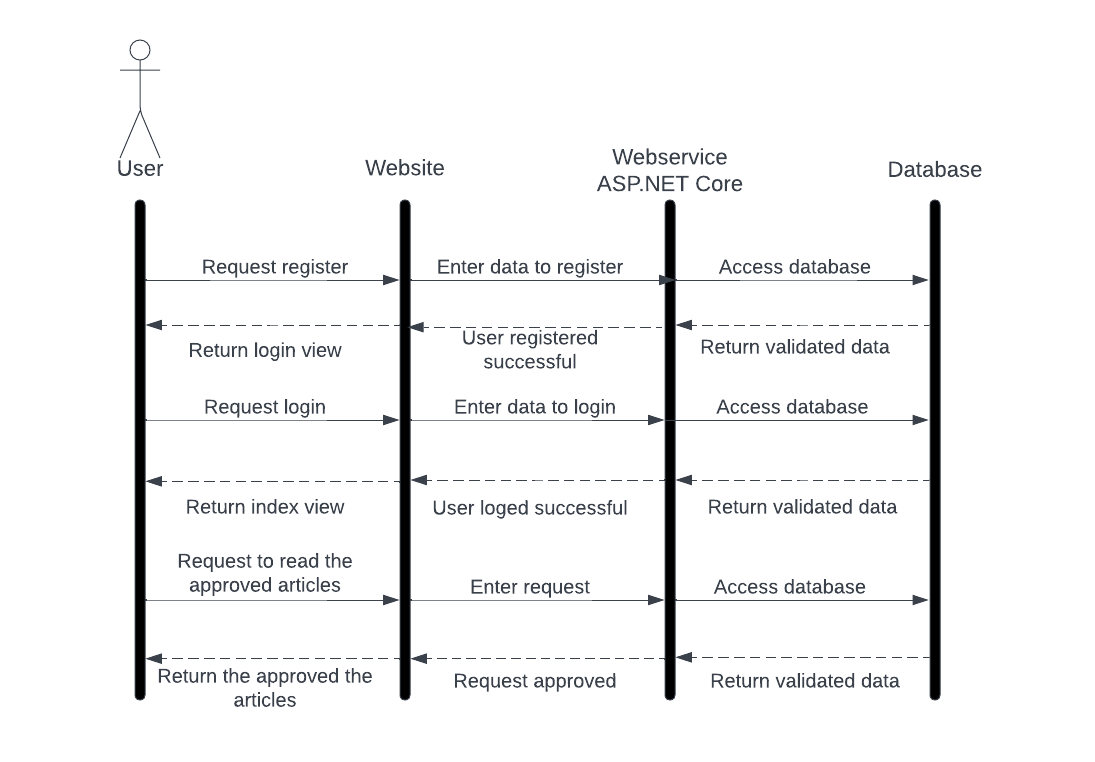 User
Website
Webservice
ASP.NET Core
Database
Request register
Enter data to register
Access database
Return login view
User registered
successful
Return validated data
Request login
Enter data to login
Access database
Return index view
User loged successful
Return validated data
Request to read the
approved articles
Enter request
Access database
Return the approved the
articles
Request approved
Return validated data